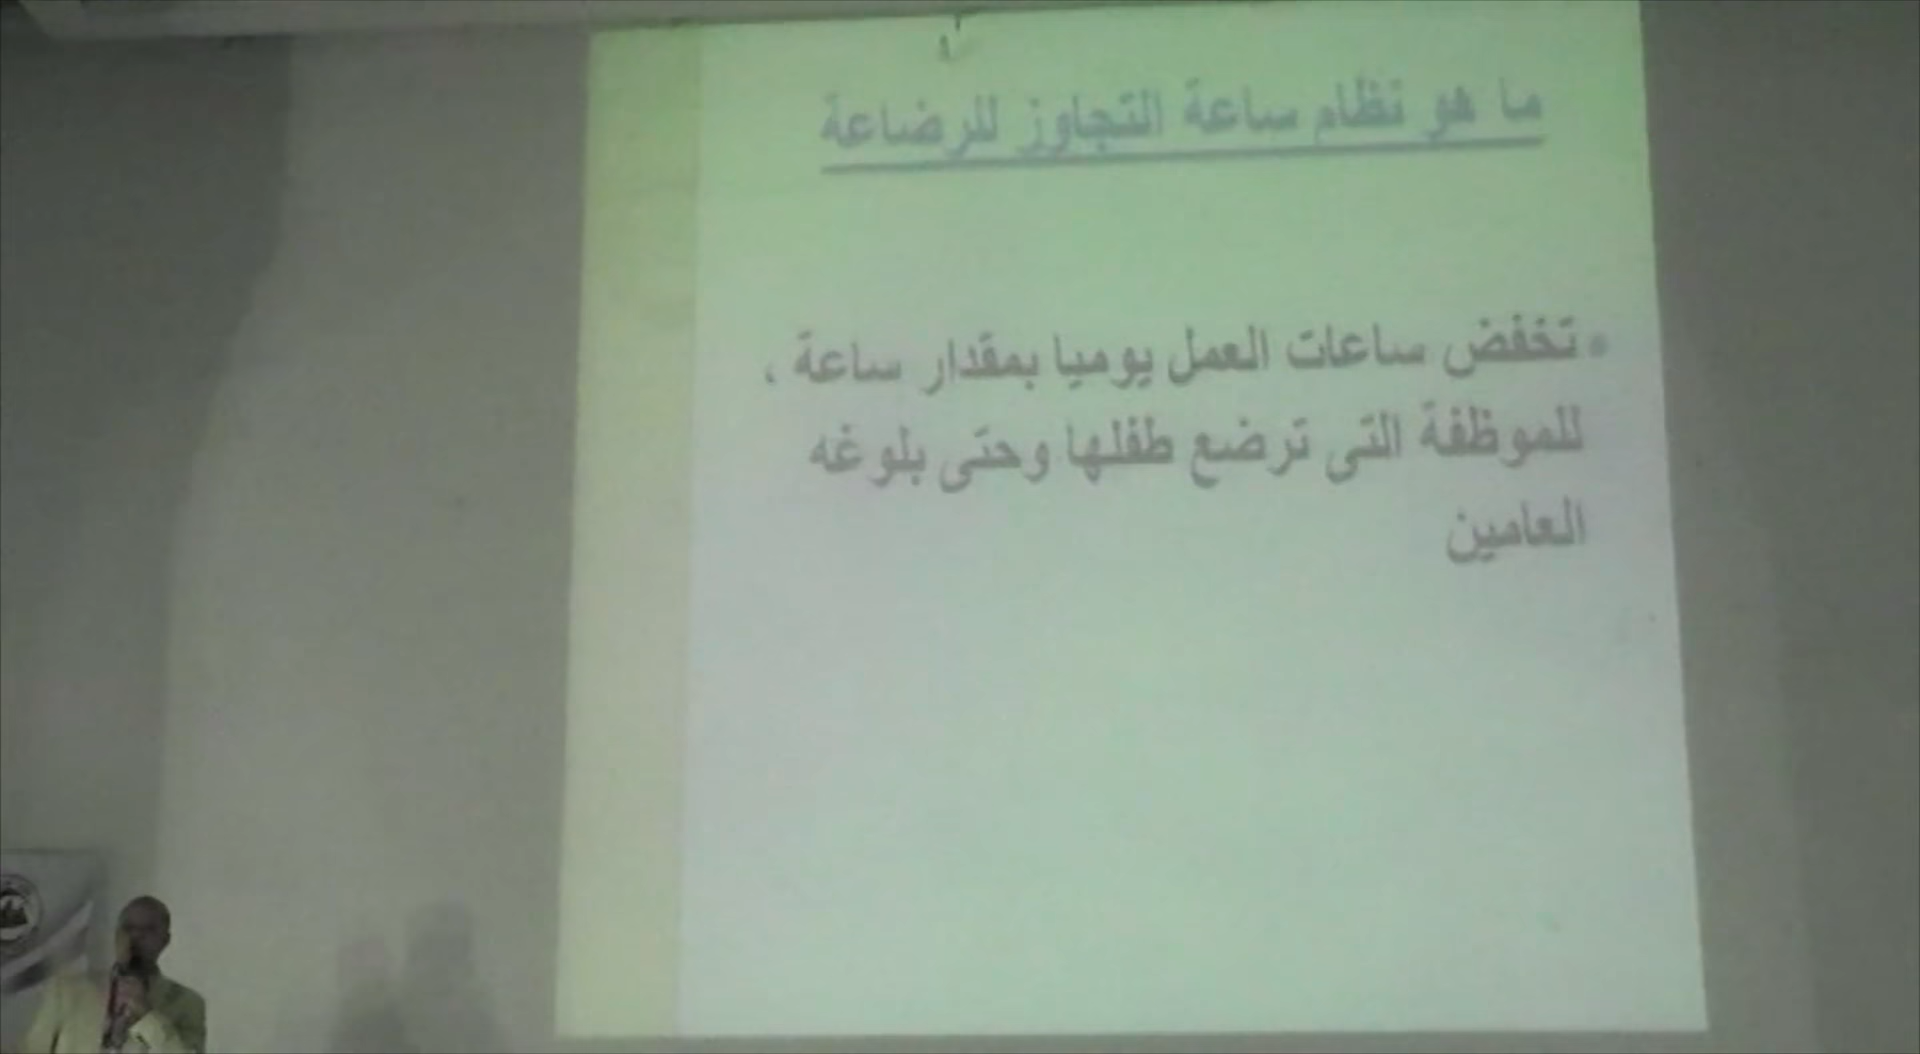 ما هو نظام ساعة التجاوز للرضاعة
تخفض ساعات العمل يوميا بمقدار ساعة ،
للموظفة التى ترضع طفلها وحتى بلوغه
العامين